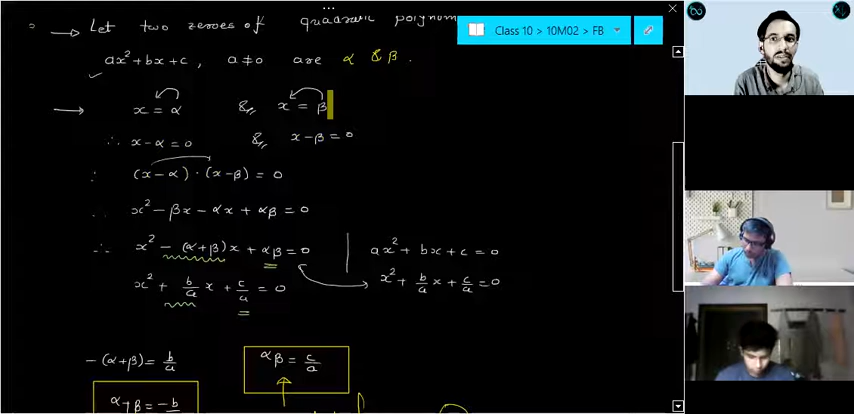 → Let two zeroes of quadratic polynom
ax² + bx + c , a ≠ 0 are α & β .
Class 10 > 10M02 > FB
→ x = α & x = β
∴ x - α = 0 & x - β = 0
∴ (x - α) · (x - β) = 0
∴ x² - βx - αx + αβ = 0
∴ x² - (α + β)x + αβ = 0
ax² + bx + c = 0
x² + b/a x + c/a = 0
x² + b/a x + c/a = 0
- (α + β) = b/a
αβ = c/a
α + β = -b